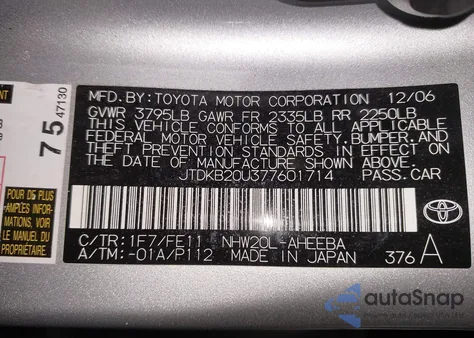 MFD. BY: TOYOTA MOTOR CORPORATION 12/06
GVWR 3795LB GAWR FR 2335LB RR 2250LB
THIS VEHICLE CONFORMS TO ALL APPLICABLE
FEDERAL MOTOR VEHICLE SAFETY, BUMPER, AND
THEFT PREVENTION STANDARDS IN EFFECT ON
THE DATE OF MANUFACTURE SHOWN ABOVE.
JTDKB20U377601714 PASS.CAR
C/TR: 1F7/FE11 NHW20L-AHEEBA
A/TM: -01A/P112 MADE IN JAPAN 376 A
TOYOTA
75 47130
POUR DE PLUS
AMPLES INFOR-
MATIONS, VOIR
LE MANUEL DU
PROPRIÉTAIRE
autoSnap